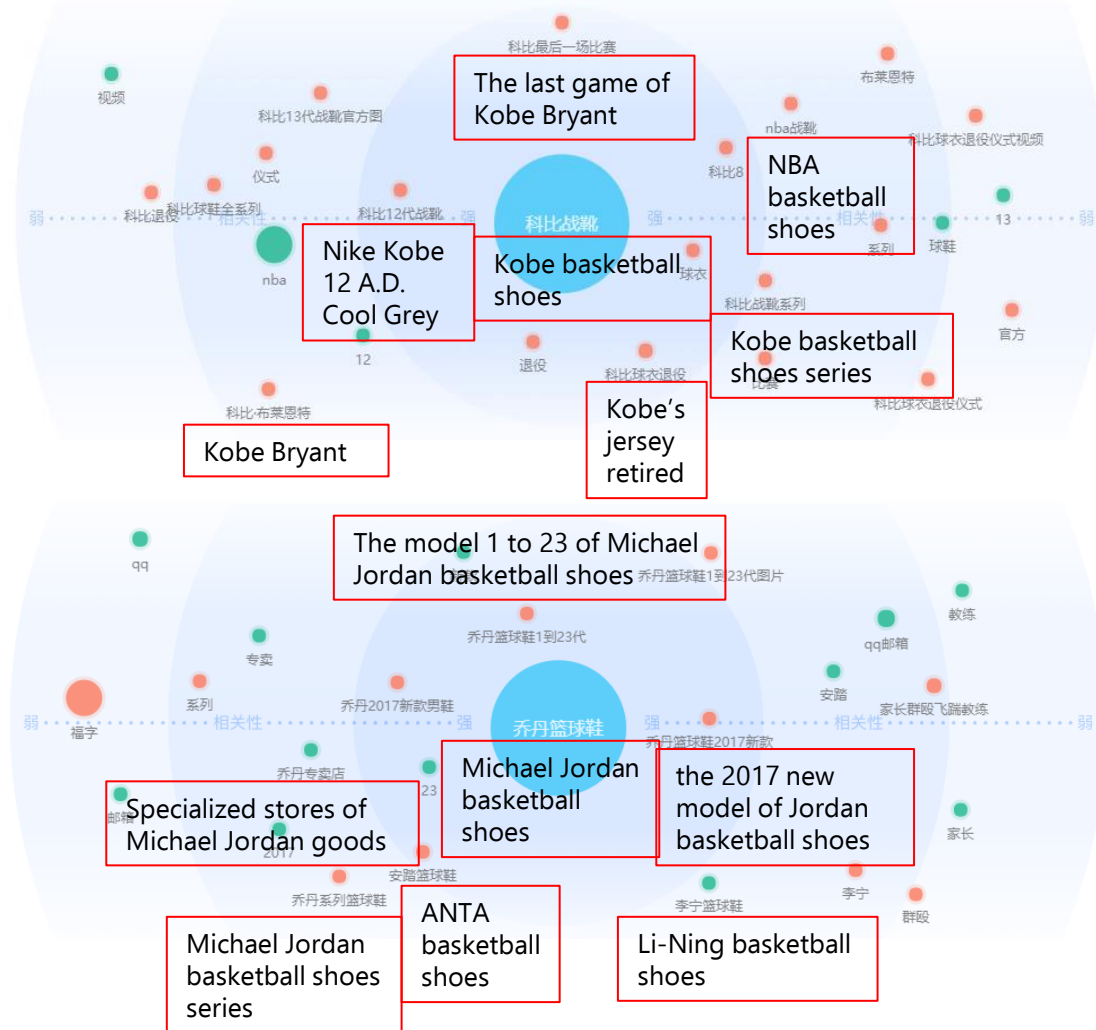 科比最后一场比赛
The last game of
Kobe Bryant
布莱恩特
视频
科比13代战靴官方图
nba战靴
科比球衣退役仪式视频
仪式
科比8
NBA
basketball
shoes
科比退役
科比球鞋全系列
科比12代战靴
13
弱
相关性
强
科比战靴
强
相关性
弱
系列
球鞋
nba
Nike Kobe
12 A.D.
Cool Grey
Kobe basketball
shoes
球衣
科比战靴系列
官方
12
退役
科比球衣退役
Kobe basketball
shoes series
比赛
科比球衣退役仪式
科比·布莱恩特
Kobe Bryant
Kobe's
jersey
retired
qq
The model 1 to 23 of Michael
Jordan basketball shoes
乔丹篮球鞋1到23代图片
教练
乔丹篮球鞋1到23代
专卖
qq邮箱
安踏
系列
乔丹2017新款男鞋
家长群殴飞踹教练
福字
弱
相关性
强
乔丹篮球鞋
强
相关性
弱
乔丹篮球鞋2017新款
乔丹专卖店
23
Michael Jordan
basketball
shoes
the 2017 new
model of Jordan
basketball shoes
邮箱
Specialized stores of
Michael Jordan goods
2017
家长
安踏篮球鞋
乔丹系列篮球鞋
李宁篮球鞋
李宁
群殴
Michael Jordan
basketball shoes
series
ANTA
basketball
shoes
Li-Ning basketball
shoes